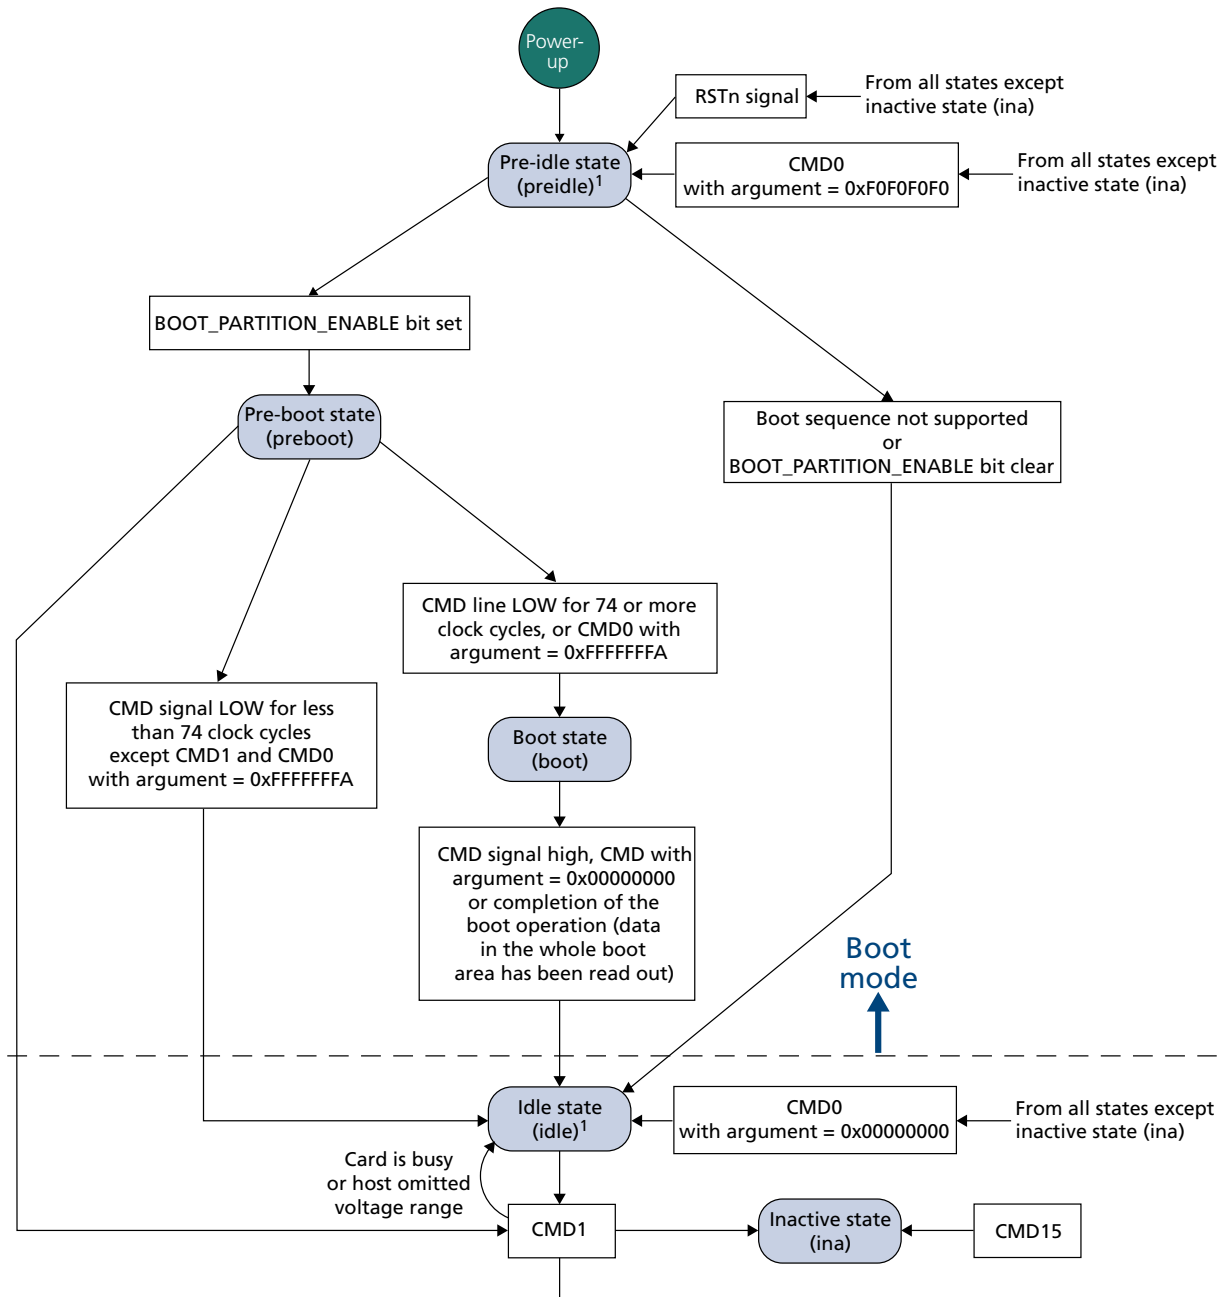 Power-
up
RSTn signal
From all states except
inactive state (ina)
Pre-idle state
(preidle)1
CMD0
with argument = 0xF0F0F0F0
From all states except
inactive state (ina)
BOOT_PARTITION_ENABLE bit set
Pre-boot state
(preboot)
Boot sequence not supported
or
BOOT_PARTITION_ENABLE bit clear
CMD line LOW for 74 or more
clock cycles, or CMD0 with
argument = 0xFFFFFFFA
CMD signal LOW for less
than 74 clock cycles
except CMD1 and CMD0
with argument = 0xFFFFFFFA
Boot state
(boot)
CMD signal high, CMD with
argument = 0x00000000
or completion of the
boot operation (data
in the whole boot
area has been read out)
Boot
mode
Idle state
(idle)1
CMD0
with argument = 0x00000000
From all states except
inactive state (ina)
Card is busy
or host omitted
voltage range
CMD1
Inactive state
(ina)
CMD15